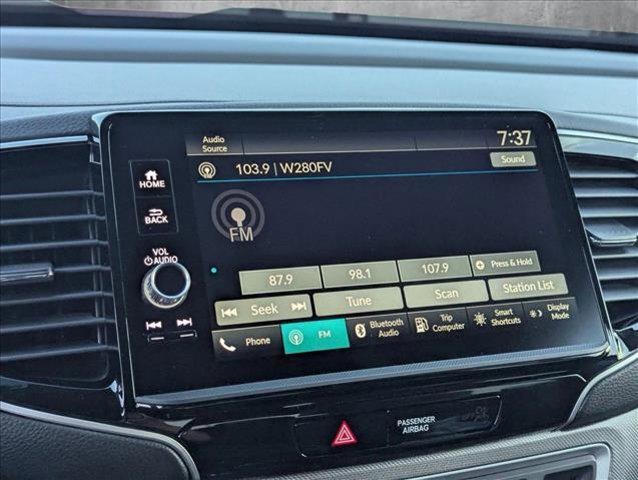 Audio
Source
7:37
103.9 | W280FV
Sound
HOME
BACK
FM
VOL
AUDIO
87.9
98.1
107.9
Press & Hold
Seek
Tune
Scan
Station List
Phone
FM
Bluetooth
Audio
Trip
Computer
Smart
Shortcuts
Display
Mode
PASSENGER
AIRBAG